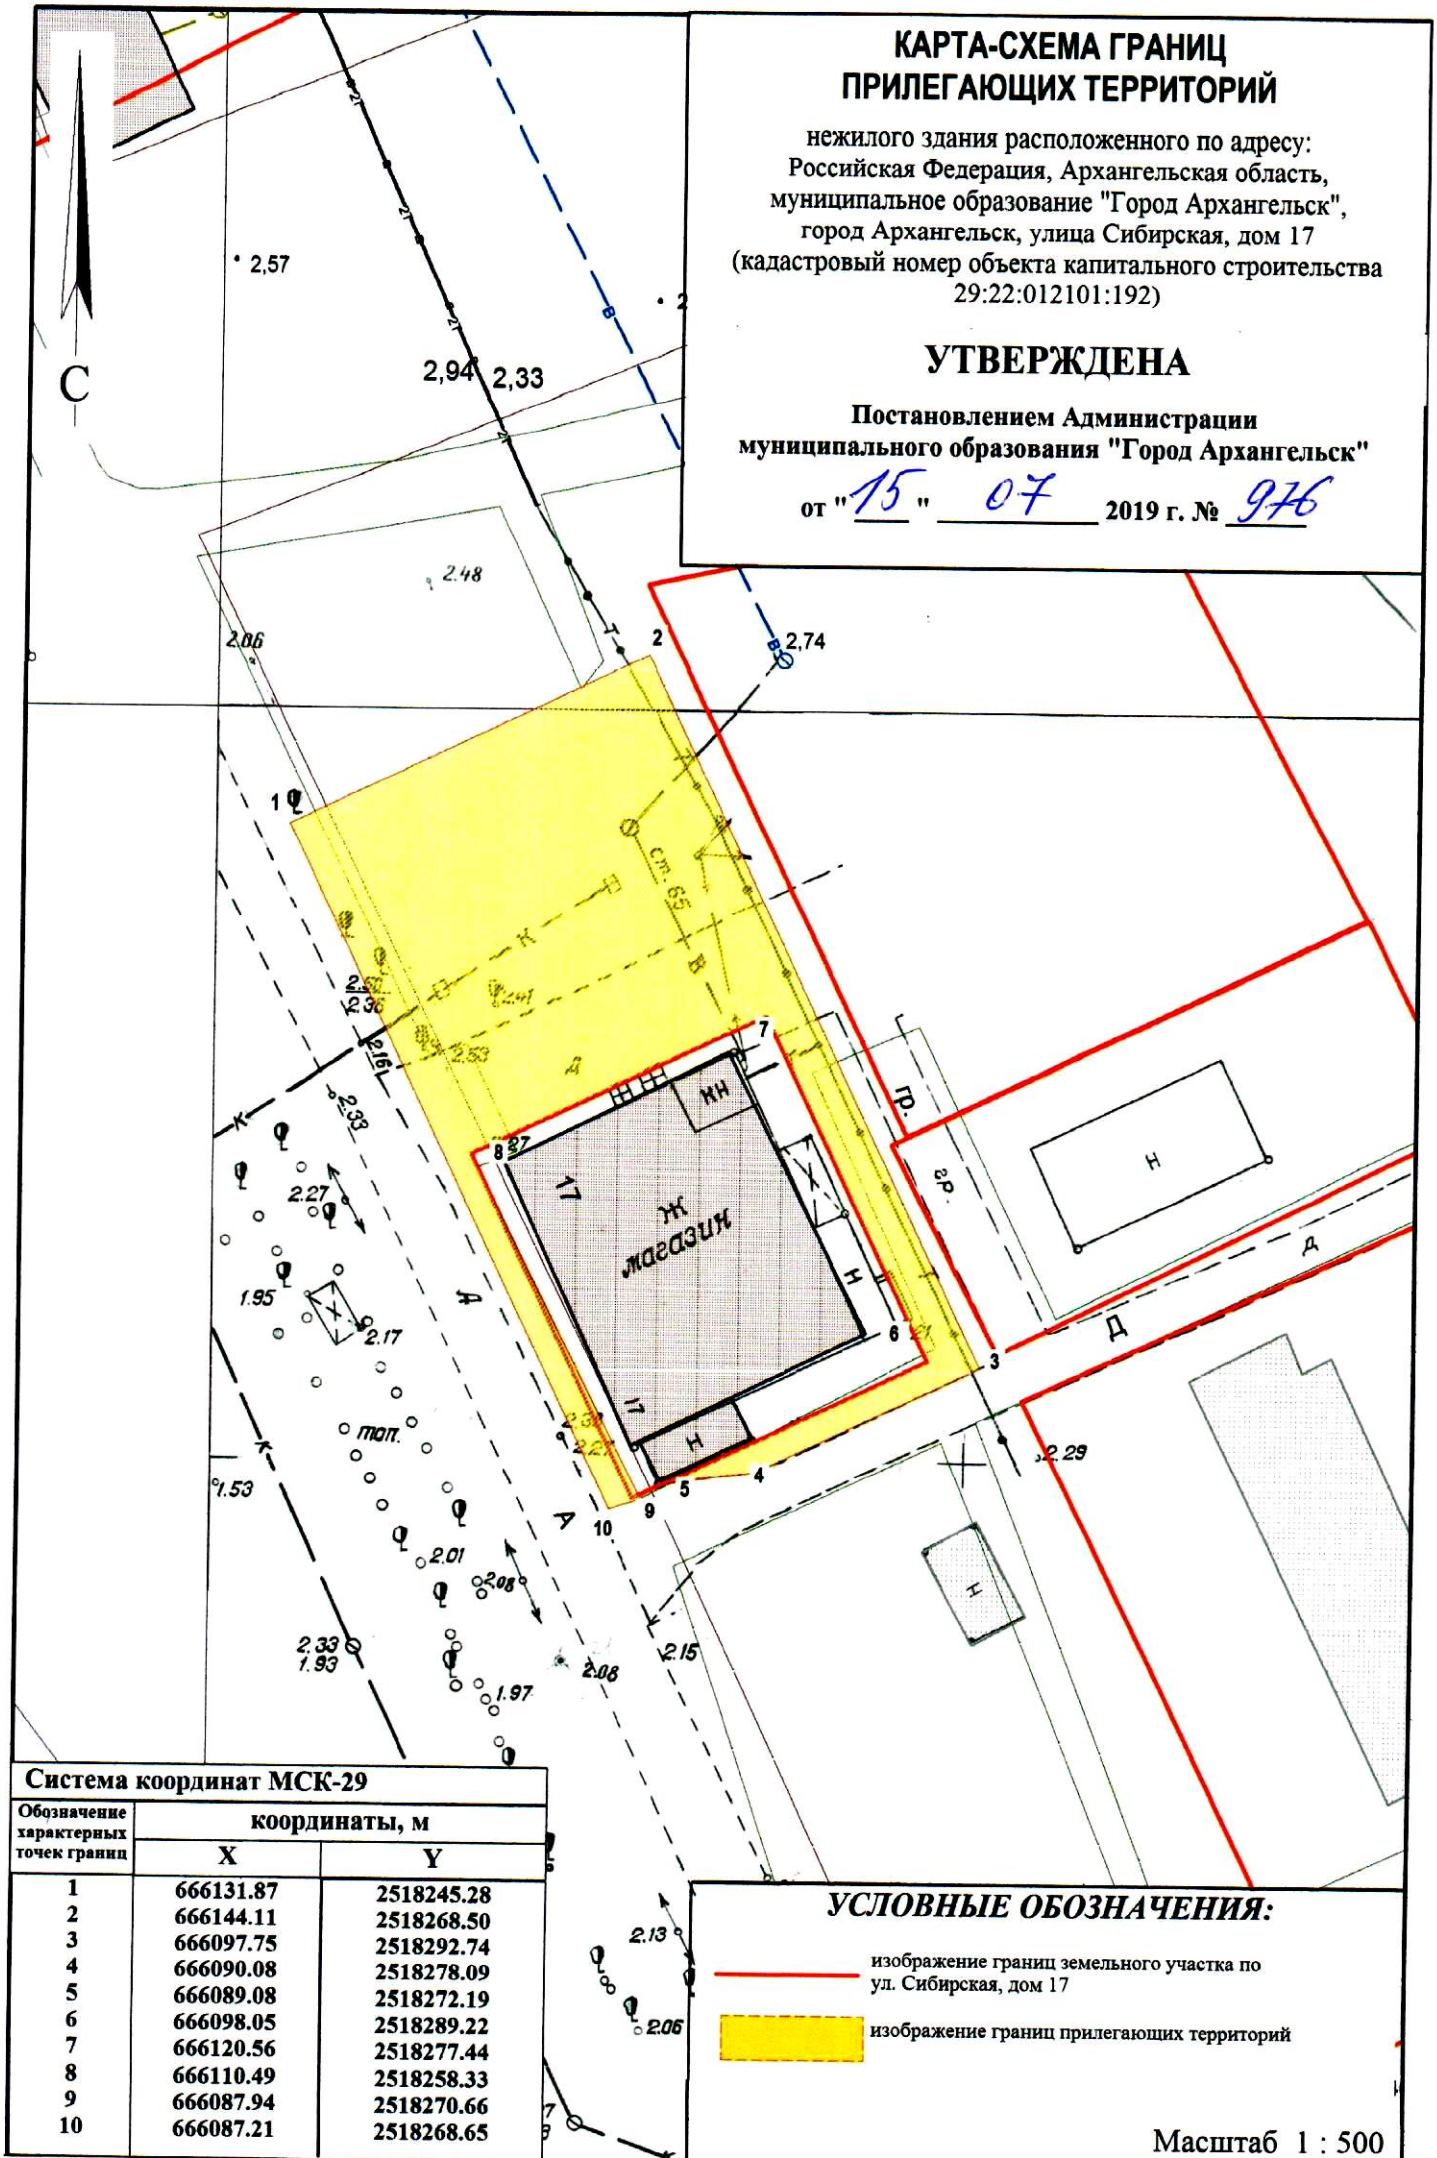 КАРТА-СХЕМА ГРАНИЦ
ПРИЛЕГАЮЩИХ ТЕРРИТОРИЙ
нежилого здания расположенного по адресу:
Российская Федерация, Архангельская область,
муниципальное образование "Город Архангельск",
город Архангельск, улица Сибирская, дом 17
(кадастровый номер объекта капитального строительства
29:22:012101:192)
УТВЕРЖДЕНА
Постановлением Администрации
муниципального образования "Город Архангельск"
от "15" 07 2019 г. № 976
С
2,57
2,94 2,33
2.48
2.06
2
2,74
1
ст. 65
К
В
2.36
2.16
2.33
7
КН
8
17
Ж
магазин
Н
гр.
гр.
Н
Д
Д
2.27
1.95
2.17
А
6
3
17
Н
4
5
9
10
2.29
топ.
1.53
А
2.01
2.08
Н
2.33
1.93
2.15
2.08
1.97
2.13
2.06
Система координат МСК-29
Обозначение характерных точек границ
координаты, м
X Y
1 666131.87 2518245.28
2 666144.11 2518268.50
3 666097.75 2518292.74
4 666090.08 2518278.09
5 666089.08 2518272.19
6 666098.05 2518289.22
7 666120.56 2518277.44
8 666110.49 2518258.33
9 666087.94 2518270.66
10 666087.21 2518268.65
УСЛОВНЫЕ ОБОЗНАЧЕНИЯ:
изображение границ земельного участка по
ул. Сибирская, дом 17
изображение границ прилегающих территорий
Масштаб 1 : 500